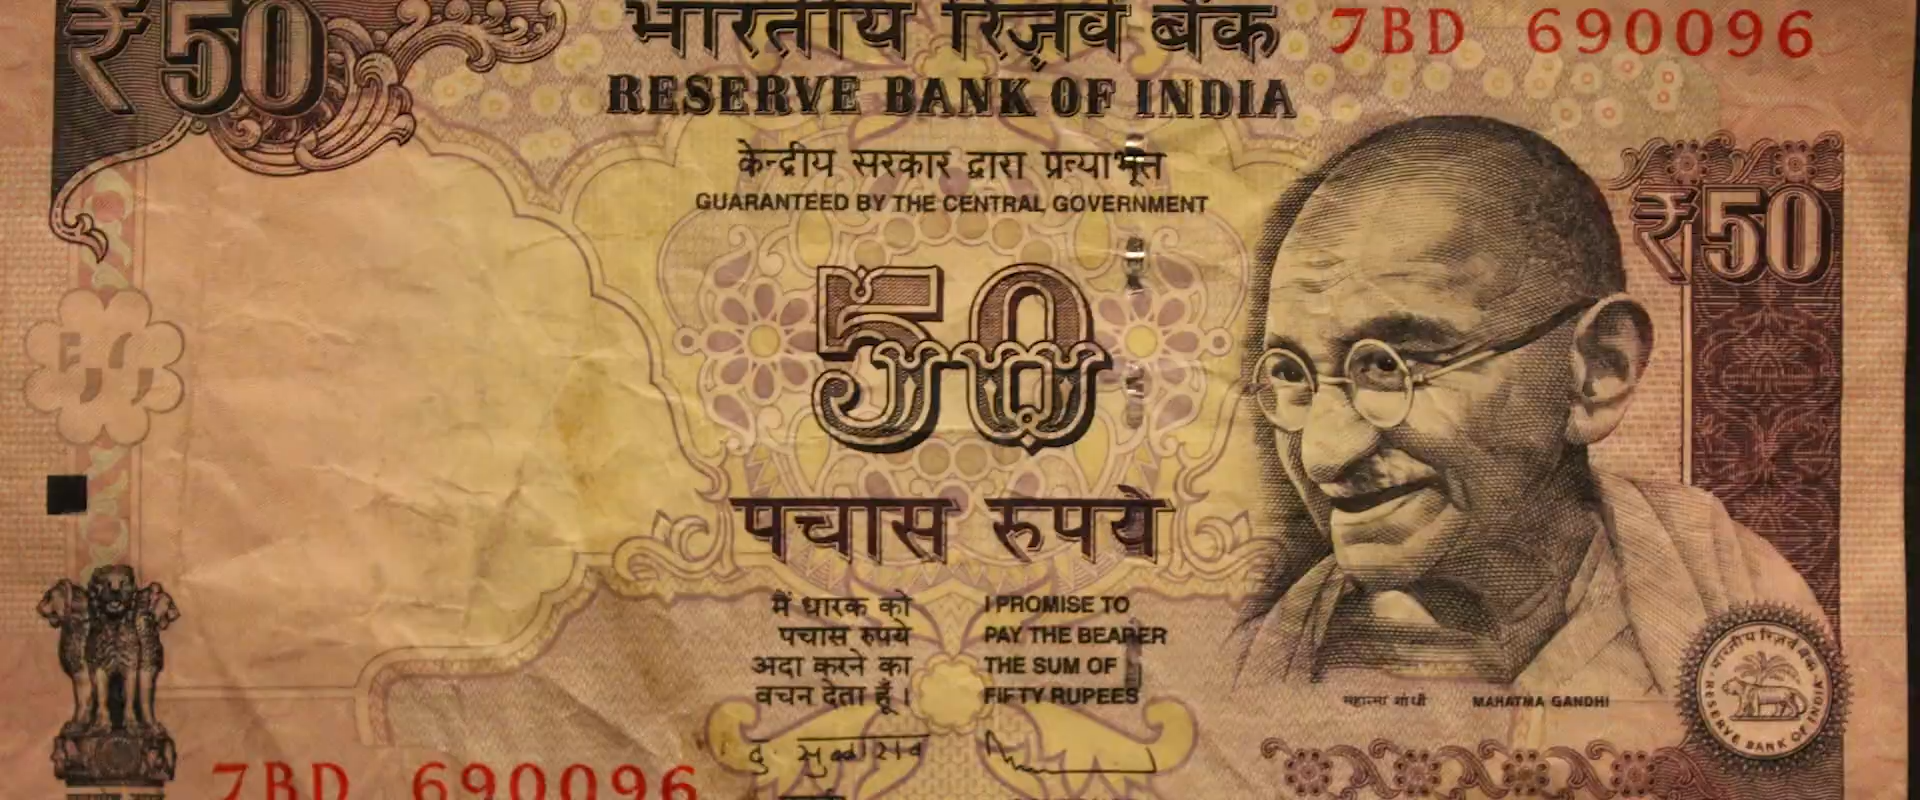 ₹50
भारतीय रिज़र्व बैंक
7BD 690096
RESERVE BANK OF INDIA
केन्द्रीय सरकार द्वारा प्रत्याभूत
GUARANTEED BY THE CENTRAL GOVERNMENT
₹50
50
पचास रुपये
मैं धारक को
पचास रुपये
अदा करने का
वचन देता हूँ।
I PROMISE TO
PAY THE BEARER
THE SUM OF
FIFTY RUPEES
महात्मा गांधी
MAHATMA GANDHI
भारतीय रिज़र्व बैंक
RESERVE BANK OF INDIA
7BD 690096